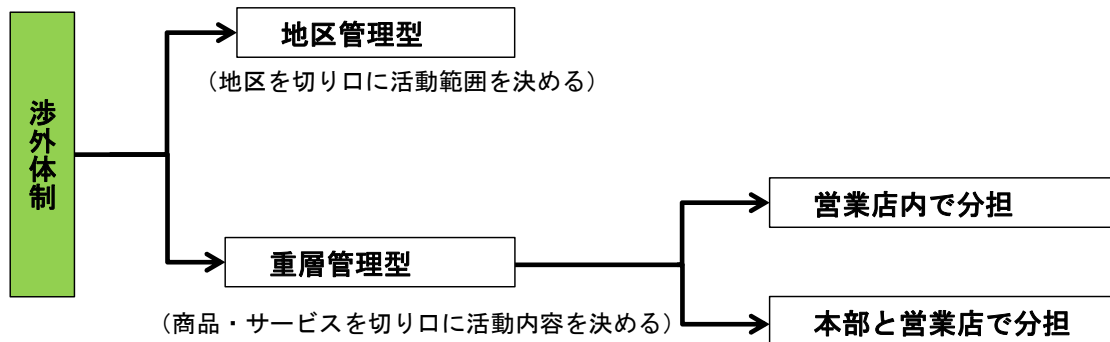 渉外体制
地区管理型
（地区を切り口に活動範囲を決める）
重層管理型
（商品・サービスを切り口に活動内容を決める）
営業店内で分担
本部と営業店で分担